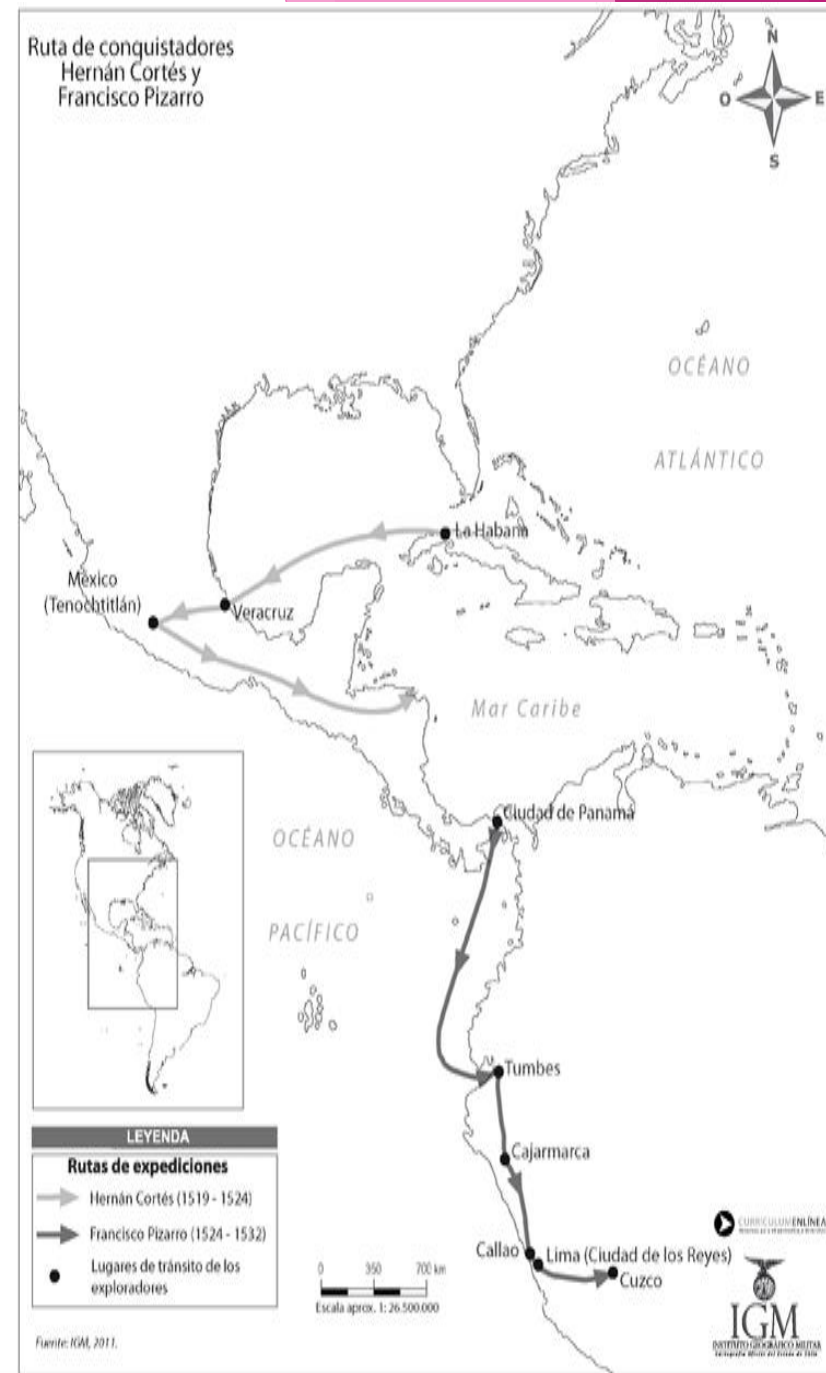 Ruta de conquistadores
Hernán Cortés y
Francisco Pizarro
N
O
E
S
OCÉANO
ATLÁNTICO
La Habana
México
(Tenochtitlán)
Veracruz
Mar Caribe
Ciudad de Panamá
OCÉANO
PACÍFICO
Tumbes
Cajarmarca
Callao
Lima (Ciudad de los Reyes)
Cuzco
LEYENDA
Rutas de expediciones
Hernán Cortés (1519 - 1524)
Francisco Pizarro (1524 - 1532)
Lugares de tránsito de los
exploradores
0 350 700 km
Escala aprox. 1: 26.500.000
Fuente: IGM, 2011.
CURRICULUMENLÍNEA
IGM
INSTITUTO GEOGRÁFICO MILITAR